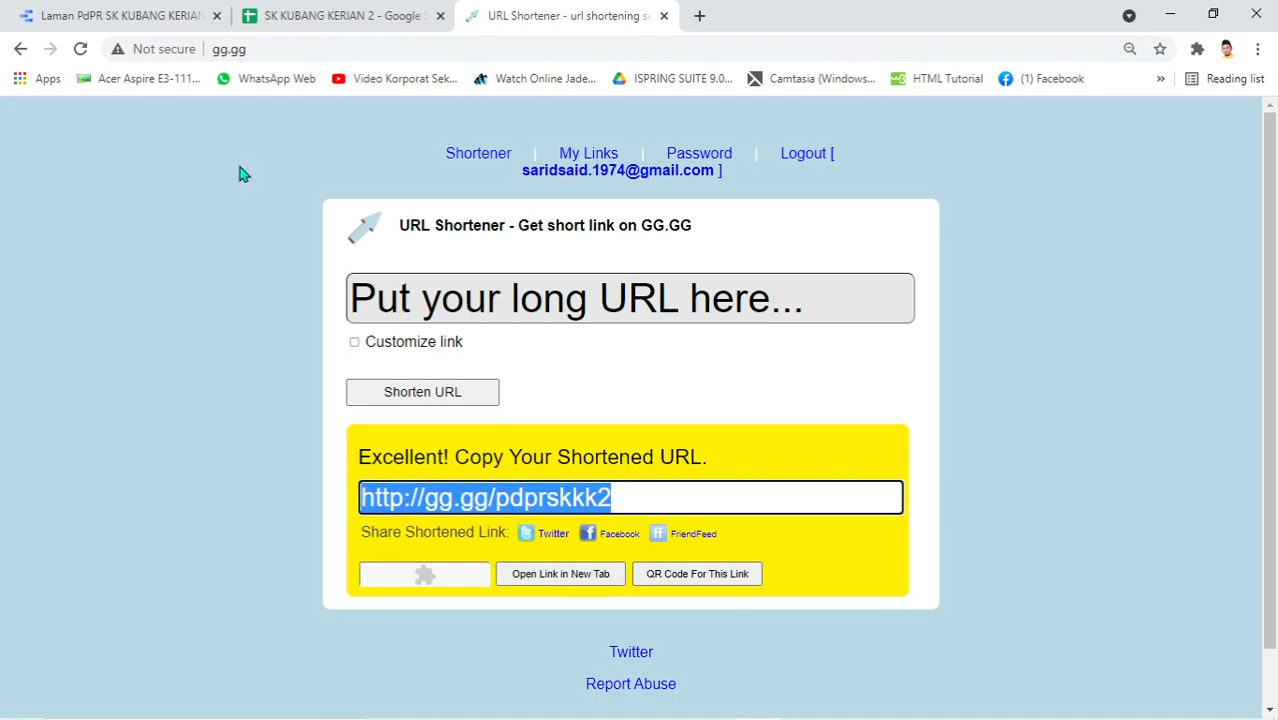 Laman PdPR SK KUBANG KERIAN
SK KUBANG KERIAN 2 - Google S
URL Shortener - url shortening se
Not secure
gg.gg
Apps
Acer Aspire E3-111...
WhatsApp Web
Video Korporat Sek...
Watch Online Jade...
ISPRING SUITE 9.0...
Camtasia (Windows...
HTML Tutorial
(1) Facebook
»
Reading list
Shortener | My Links | Password | Logout [
saridsaid.1974@gmail.com ]
URL Shortener - Get short link on GG.GG
Put your long URL here...
Customize link
Shorten URL
Excellent! Copy Your Shortened URL.
http://gg.gg/pdprskkk2
Share Shortened Link: Twitter Facebook FriendFeed
Open Link in New Tab
QR Code For This Link
Twitter
Report Abuse